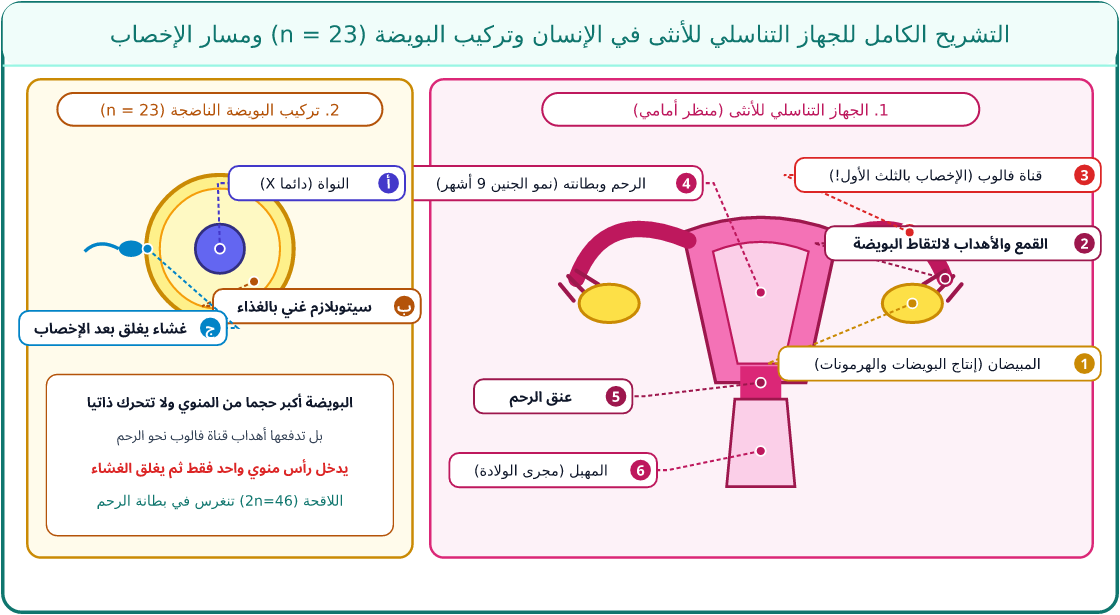 التشريح الكامل للجهاز التناسلي للأنثى في الإنسان وتركيب البويضة (n = 23) ومسار الإخصاب
1. الجهاز التناسلي للأنثى (منظر أمامي)
3 قناة فالوب (الإخصاب بالثلث الأول!)
4 الرحم وبطانته (نمو الجنين 9 أشهر)
2 القمع والأهداب لالتقاط البويضة
1 المبيضان (إنتاج البويضات والهرمونات)
5 عنق الرحم
6 المهبل (مجرى الولادة)
2. تركيب البويضة الناضجة (n = 23)
أ النواة (دائما X)
ب سيتوبلازم غني بالغذاء
ج غشاء يغلق بعد الإخصاب
البويضة أكبر حجما من المنوي ولا تتحرك ذاتيا
بل تدفعها أهداب قناة فالوب نحو الرحم
يدخل رأس منوي واحد فقط ثم يغلق الغشاء
اللاقحة (2n=46) تنغرس في بطانة الرحم